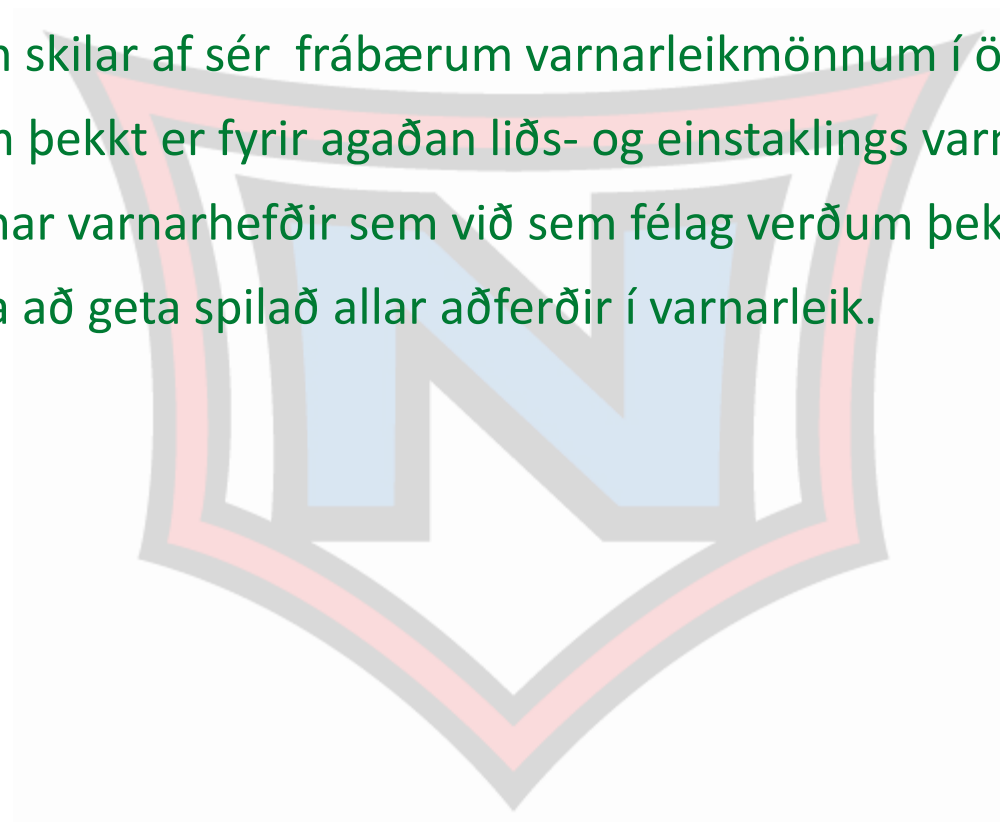 skilar af sér frábærum varnarleikmönnum í
þekkt er fyrir agaðan liðs- og einstaklings
varnarhefðir sem við sem félag verðum
að geta spilað allar aðferðir í varnarleik.
N